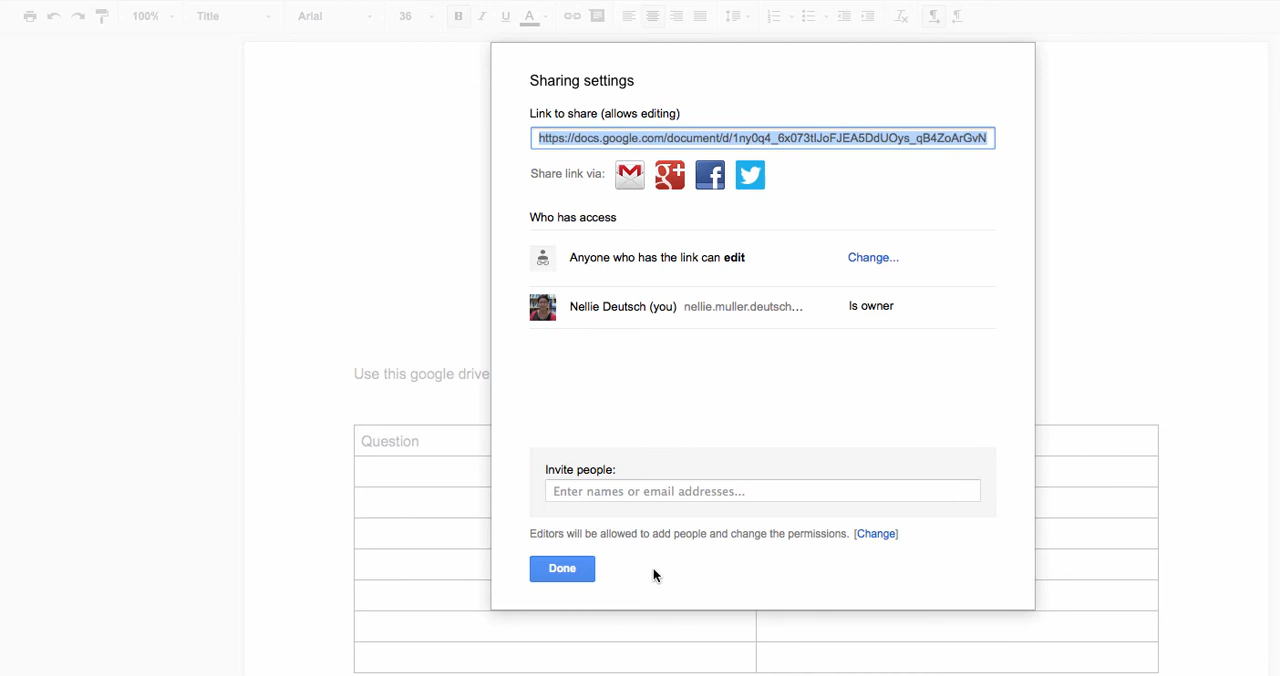 100% Title Arial 36 B I U A
Sharing settings
Link to share (allows editing)
https://docs.google.com/document/d/1ny0q4_6x073tIJoFJEA5DdUOys_qB4ZoArGvN
Share link via: g+ f
Who has access
Anyone who has the link can edit Change...
Nellie Deutsch (you) nellie.muller.deutsch... Is owner
Use this google drive
Question
Invite people:
Enter names or email addresses...
Editors will be allowed to add people and change the permissions. [Change]
Done